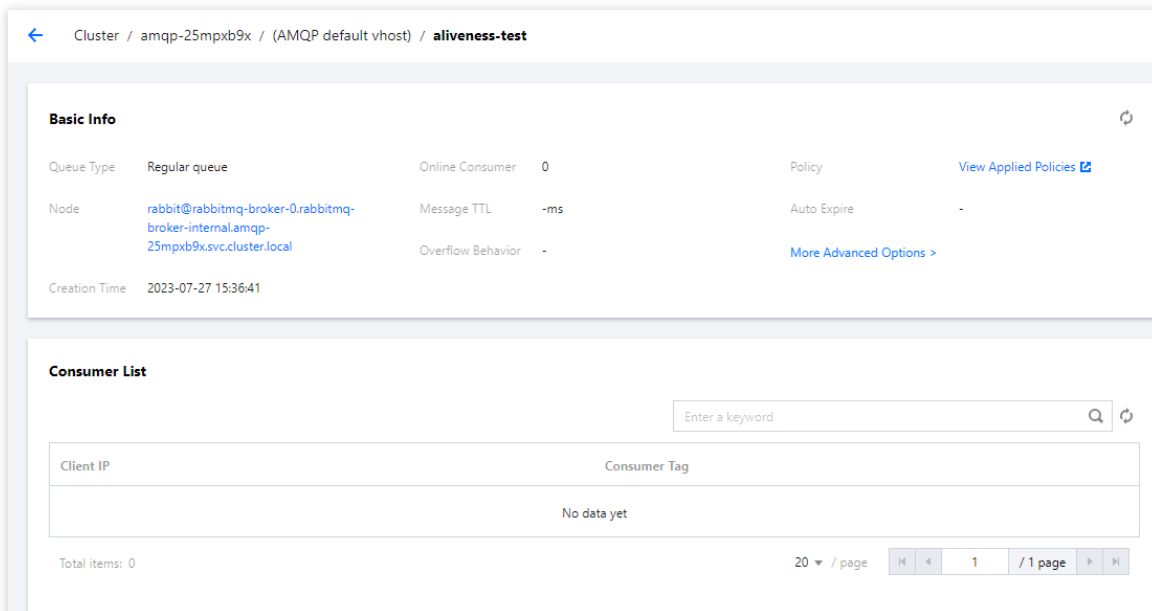 Cluster / amqp-25mpxb9x / (AMQP default vhost) / aliveness-test
Basic Info
Queue Type Regular queue Online Consumer 0 Policy View Applied Policies
Node rabbit@rabbitmq-broker-0.rabbitmq-
broker-internal.amqp-
25mpxb9x.svc.cluster.local
Message TTL -ms Auto Expire -
Overflow Behavior - More Advanced Options >
Creation Time 2023-07-27 15:36:41
Consumer List
Enter a keyword
Client IP Consumer Tag
No data yet
Total items: 0 20 / page 1 / 1 page